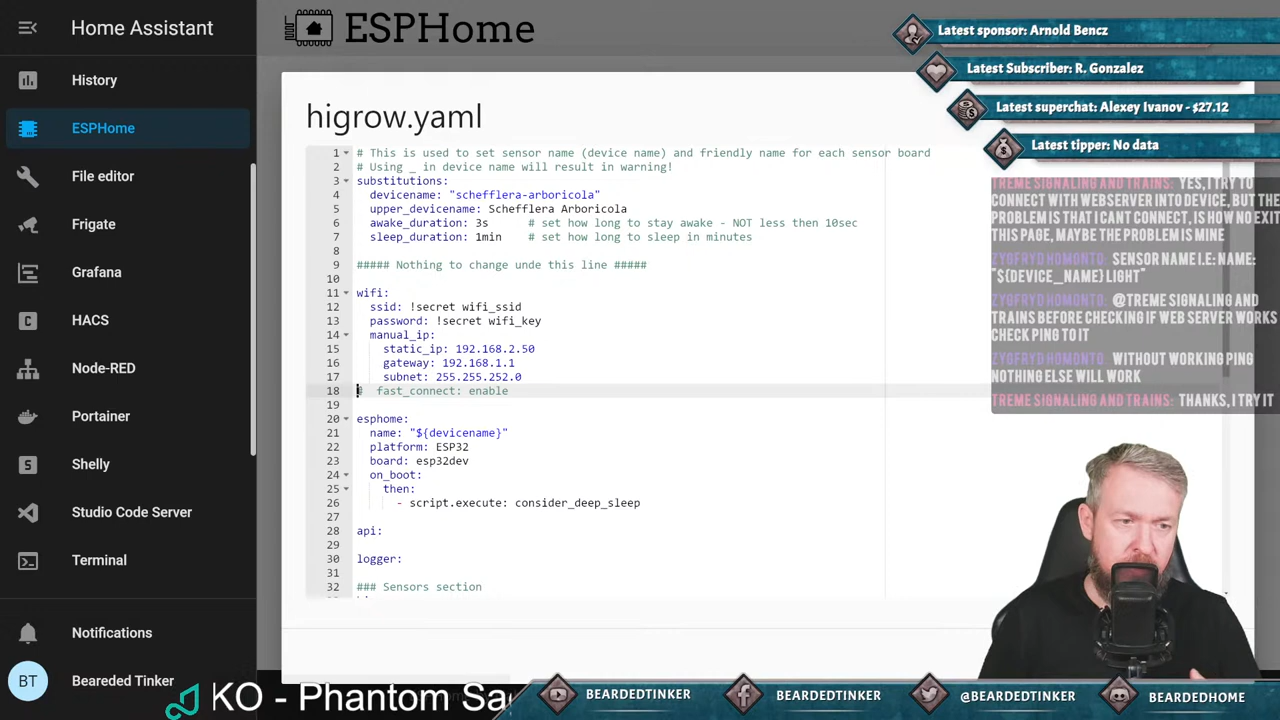 Home Assistant
History
ESPHome
File editor
Frigate
Grafana
HACS
Node-RED
Portainer
Shelly
Studio Code Server
Terminal
Notifications
BT
Bearded Tinker
ESPHome
higrow.yaml
1 # This is used to set sensor name (device name) and friendly name for each sensor board
2 # Using _ in device name will result in warning!
3 substitutions:
4 devicename: "schefflera-arboricola"
5 upper_devicename: Schefflera Arboricola
6 awake_duration: 3s # set how long to stay awake - NOT less then 10sec
7 sleep_duration: 1min # set how long to sleep in minutes
8
9 ##### Nothing to change unde this line #####
10
11 wifi:
12 ssid: !secret wifi_ssid
13 password: !secret wifi_key
14 manual_ip:
15 static_ip: 192.168.2.50
16 gateway: 192.168.1.1
17 subnet: 255.255.252.0
18 # fast_connect: enable
19
20 esphome:
21 name: "${devicename}"
22 platform: ESP32
23 board: esp32dev
24 on_boot:
25 then:
26 - script.execute: consider_deep_sleep
27
28 api:
29
30 logger:
31
32 ### Sensors section
Latest sponsor: Arnold Bencz
Latest Subscriber: R. Gonzalez
Latest superchat: Alexey Ivanov - $27.12
Latest tipper: No data
TREME SIGNALING AND TRAINS: YES, I TRY TO
CONNECT WITH WEBSERVER INTO DEVICE, BUT THE
PROBLEM IS THAT I CANT CONNECT, IS HOW NO EXIT
THIS PAGE, MAYBE THE PROBLEM IS MINE
ZYGFRYD HOMONTO: SENSOR NAME I.E: NAME:
"${DEVICE_NAME} LIGHT"
ZYGFRYD HOMONTO: @TREME SIGNALING AND
TRAINS BEFORE CHECKING IF WEB SERVER WORKS
CHECK PING TO IT
ZYGFRYD HOMONTO: WITHOUT WORKING PING
NOTHING ELSE WILL WORK
TREME SIGNALING AND TRAINS: THANKS, I TRY IT
KO - Phantom Sa
BEARDEDTINKER
BEARDEDTINKER
@BEARDEDTINKER
BEARDEDHOME